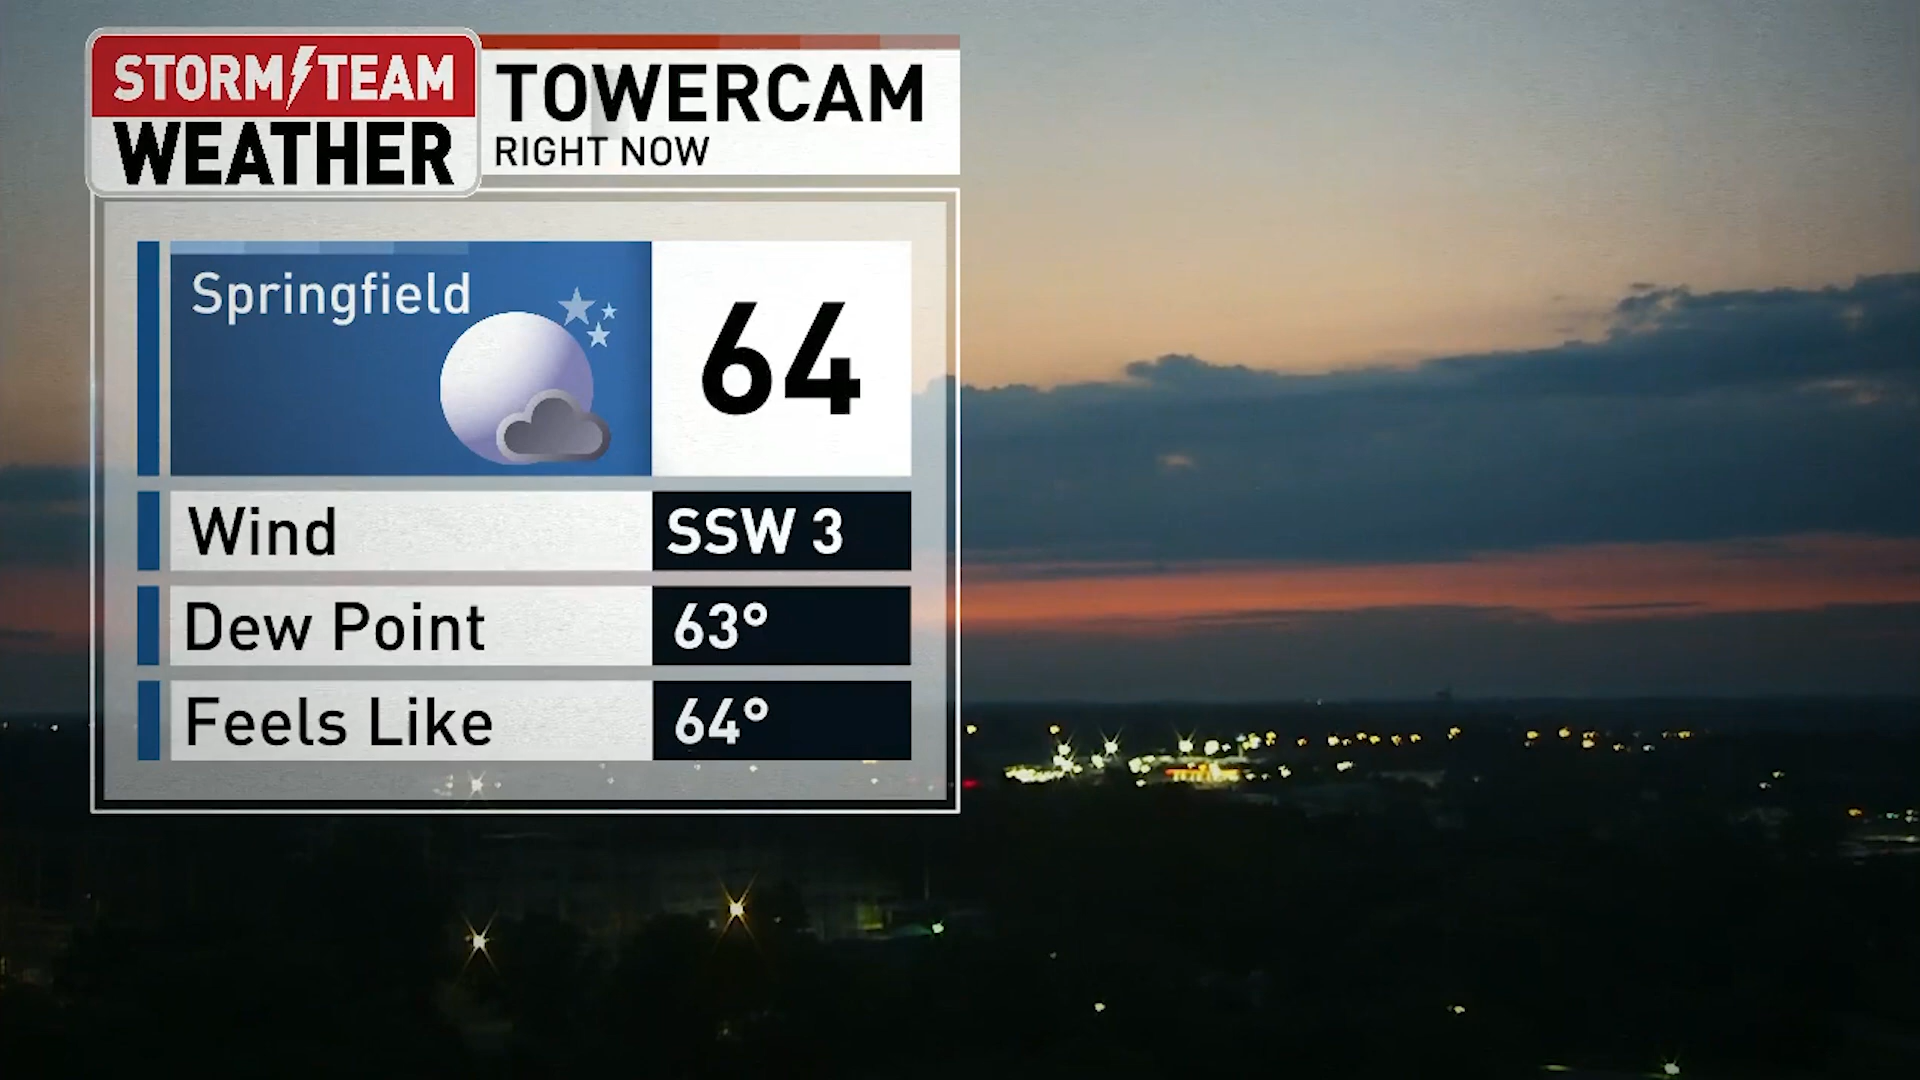 STORM TEAM
WEATHER
TOWERCAM
RIGHT NOW
Springfield
64
Wind SSW 3
Dew Point 63°
Feels Like 64°